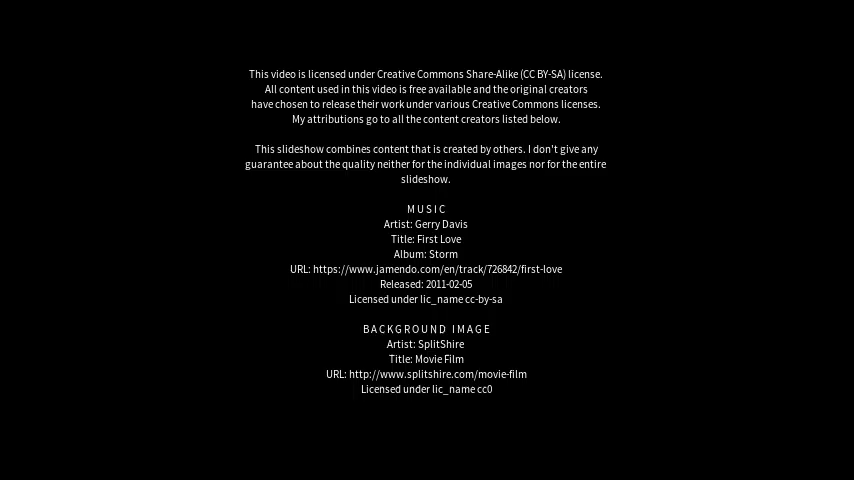 This video is licensed under Creative Commons Share-Alike (CC BY-SA) license.
All content used in this video is free available and the original creators
have chosen to release their work under various Creative Commons licenses.
My attributions go to all the content creators listed below.
This slideshow combines content that is created by others. I don't give any
guarantee about the quality neither for the individual images nor for the entire
slideshow.
MUSIC
Artist: Gerry Davis
Title: First Love
Album: Storm
URL: https://www.jamendo.com/en/track/726842/first-love
Released: 2011-02-05
Licensed under lic_name cc-by-sa
BACKGROUND IMAGE
Artist: SplitShire
Title: Movie Film
URL: http://www.splitshire.com/movie-film
Licensed under lic_name cc0